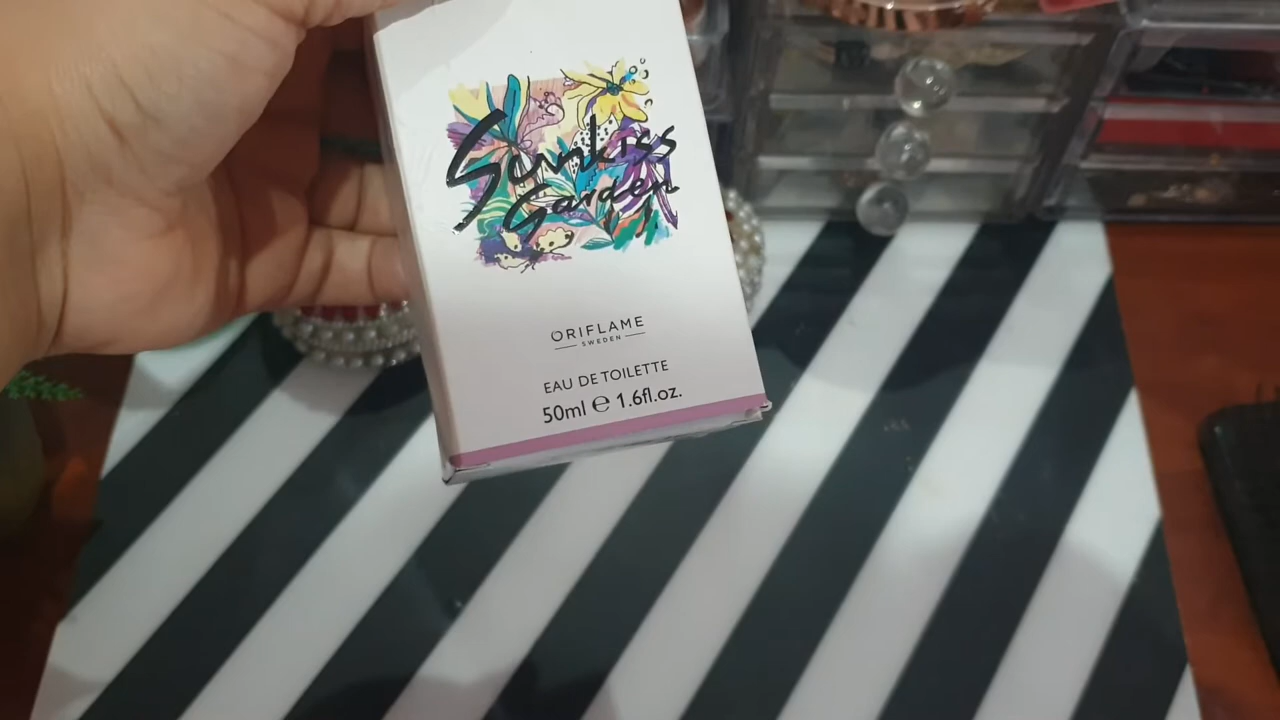 Sunkiss
Garden
ORIFLAME
SWEDEN
EAU DE TOILETTE
50ml ℮ 1.6fl.oz.